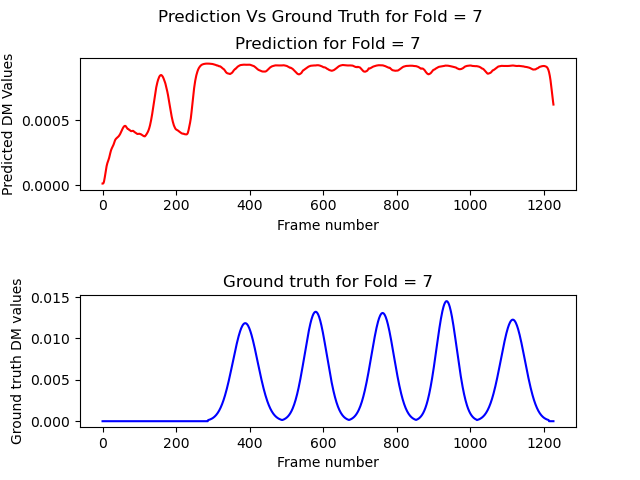 Prediction Vs Ground Truth for Fold = 7
Prediction for Fold = 7
Predicted DM Values
0.0005
0.0000
0 200 400 600 800 1000 1200
Frame number
Ground truth for Fold = 7
Ground truth DM values
0.015
0.010
0.005
0.000
0 200 400 600 800 1000 1200
Frame number